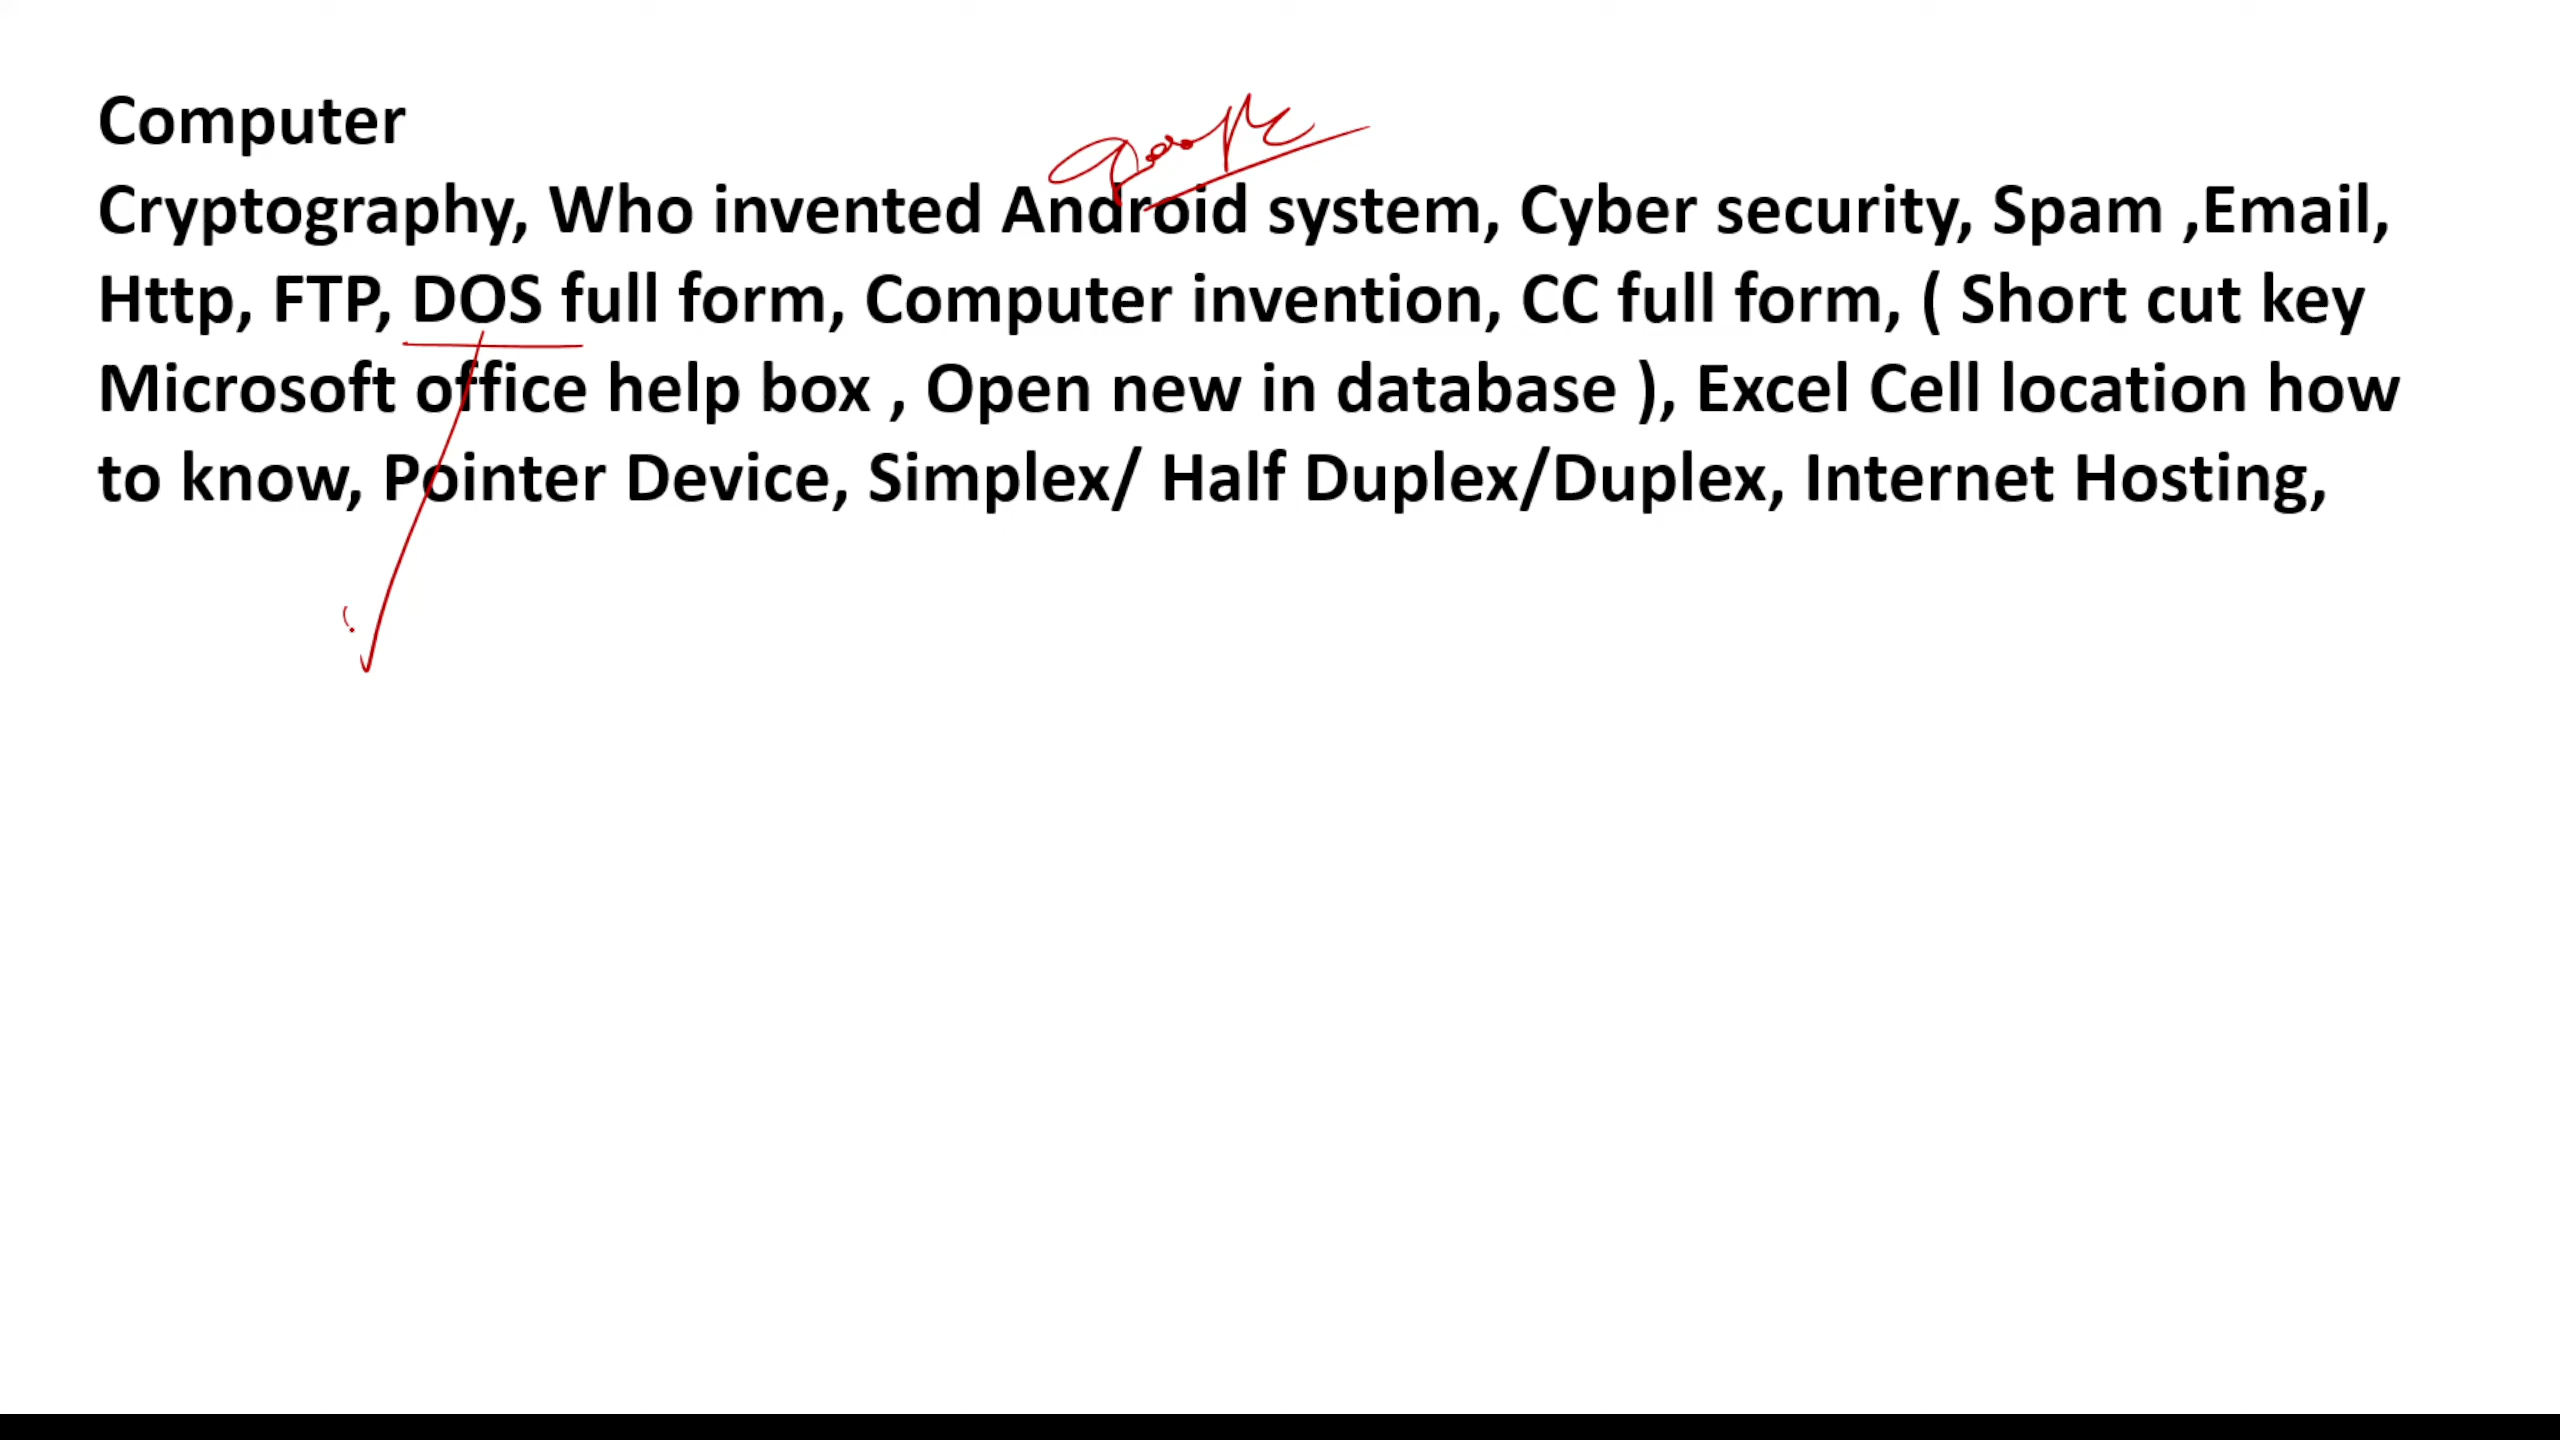 Computer
Google
Cryptography, Who invented Android system, Cyber security, Spam ,Email,
Http, FTP, DOS full form, Computer invention, CC full form, ( Short cut key
Microsoft office help box , Open new in database ), Excel Cell location how
to know, Pointer Device, Simplex/ Half Duplex/Duplex, Internet Hosting,